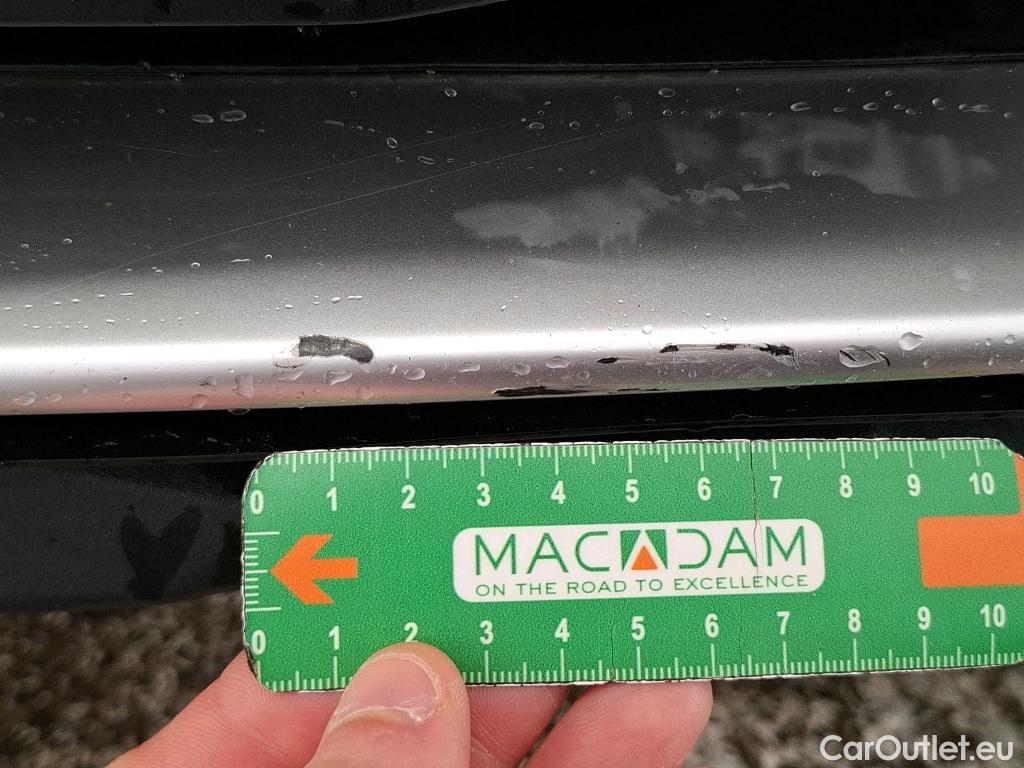 0 1 2 3 4 5 6 7 8 9 10
MACADAM
ON THE ROAD TO EXCELLENCE
0 1 2 3 4 5 6 7 8 9 10
CarOutlet.eu